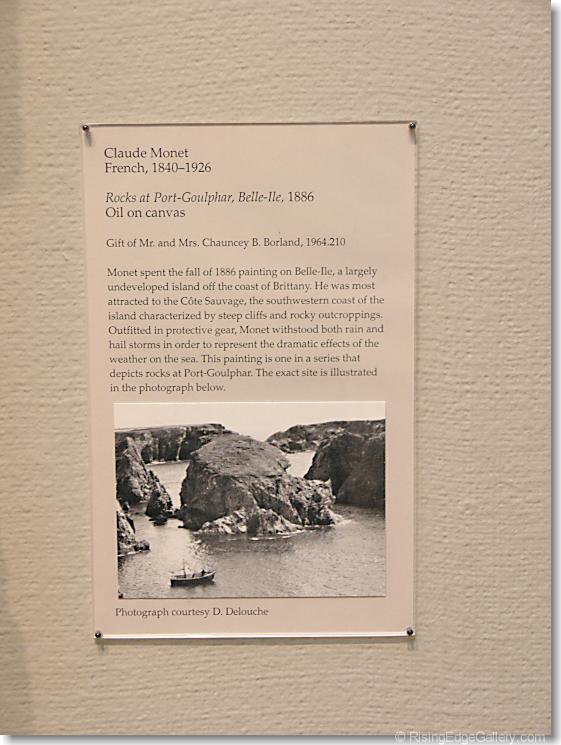 Claude Monet
French, 1840–1926
Rocks at Port-Goulphar, Belle-Ile, 1886
Oil on canvas
Gift of Mr. and Mrs. Chauncey B. Borland, 1964.210
Monet spent the fall of 1886 painting on Belle-Ile, a largely
undeveloped island off the coast of Brittany. He was most
attracted to the Côte Sauvage, the southwestern coast of the
island characterized by steep cliffs and rocky outcroppings.
Outfitted in protective gear, Monet withstood both rain and
hail storms in order to represent the dramatic effects of the
weather on the sea. This painting is one in a series that
depicts rocks at Port-Goulphar. The exact site is illustrated
in the photograph below.
Photograph courtesy D. Delouche
© RisingEdgeGallery.com